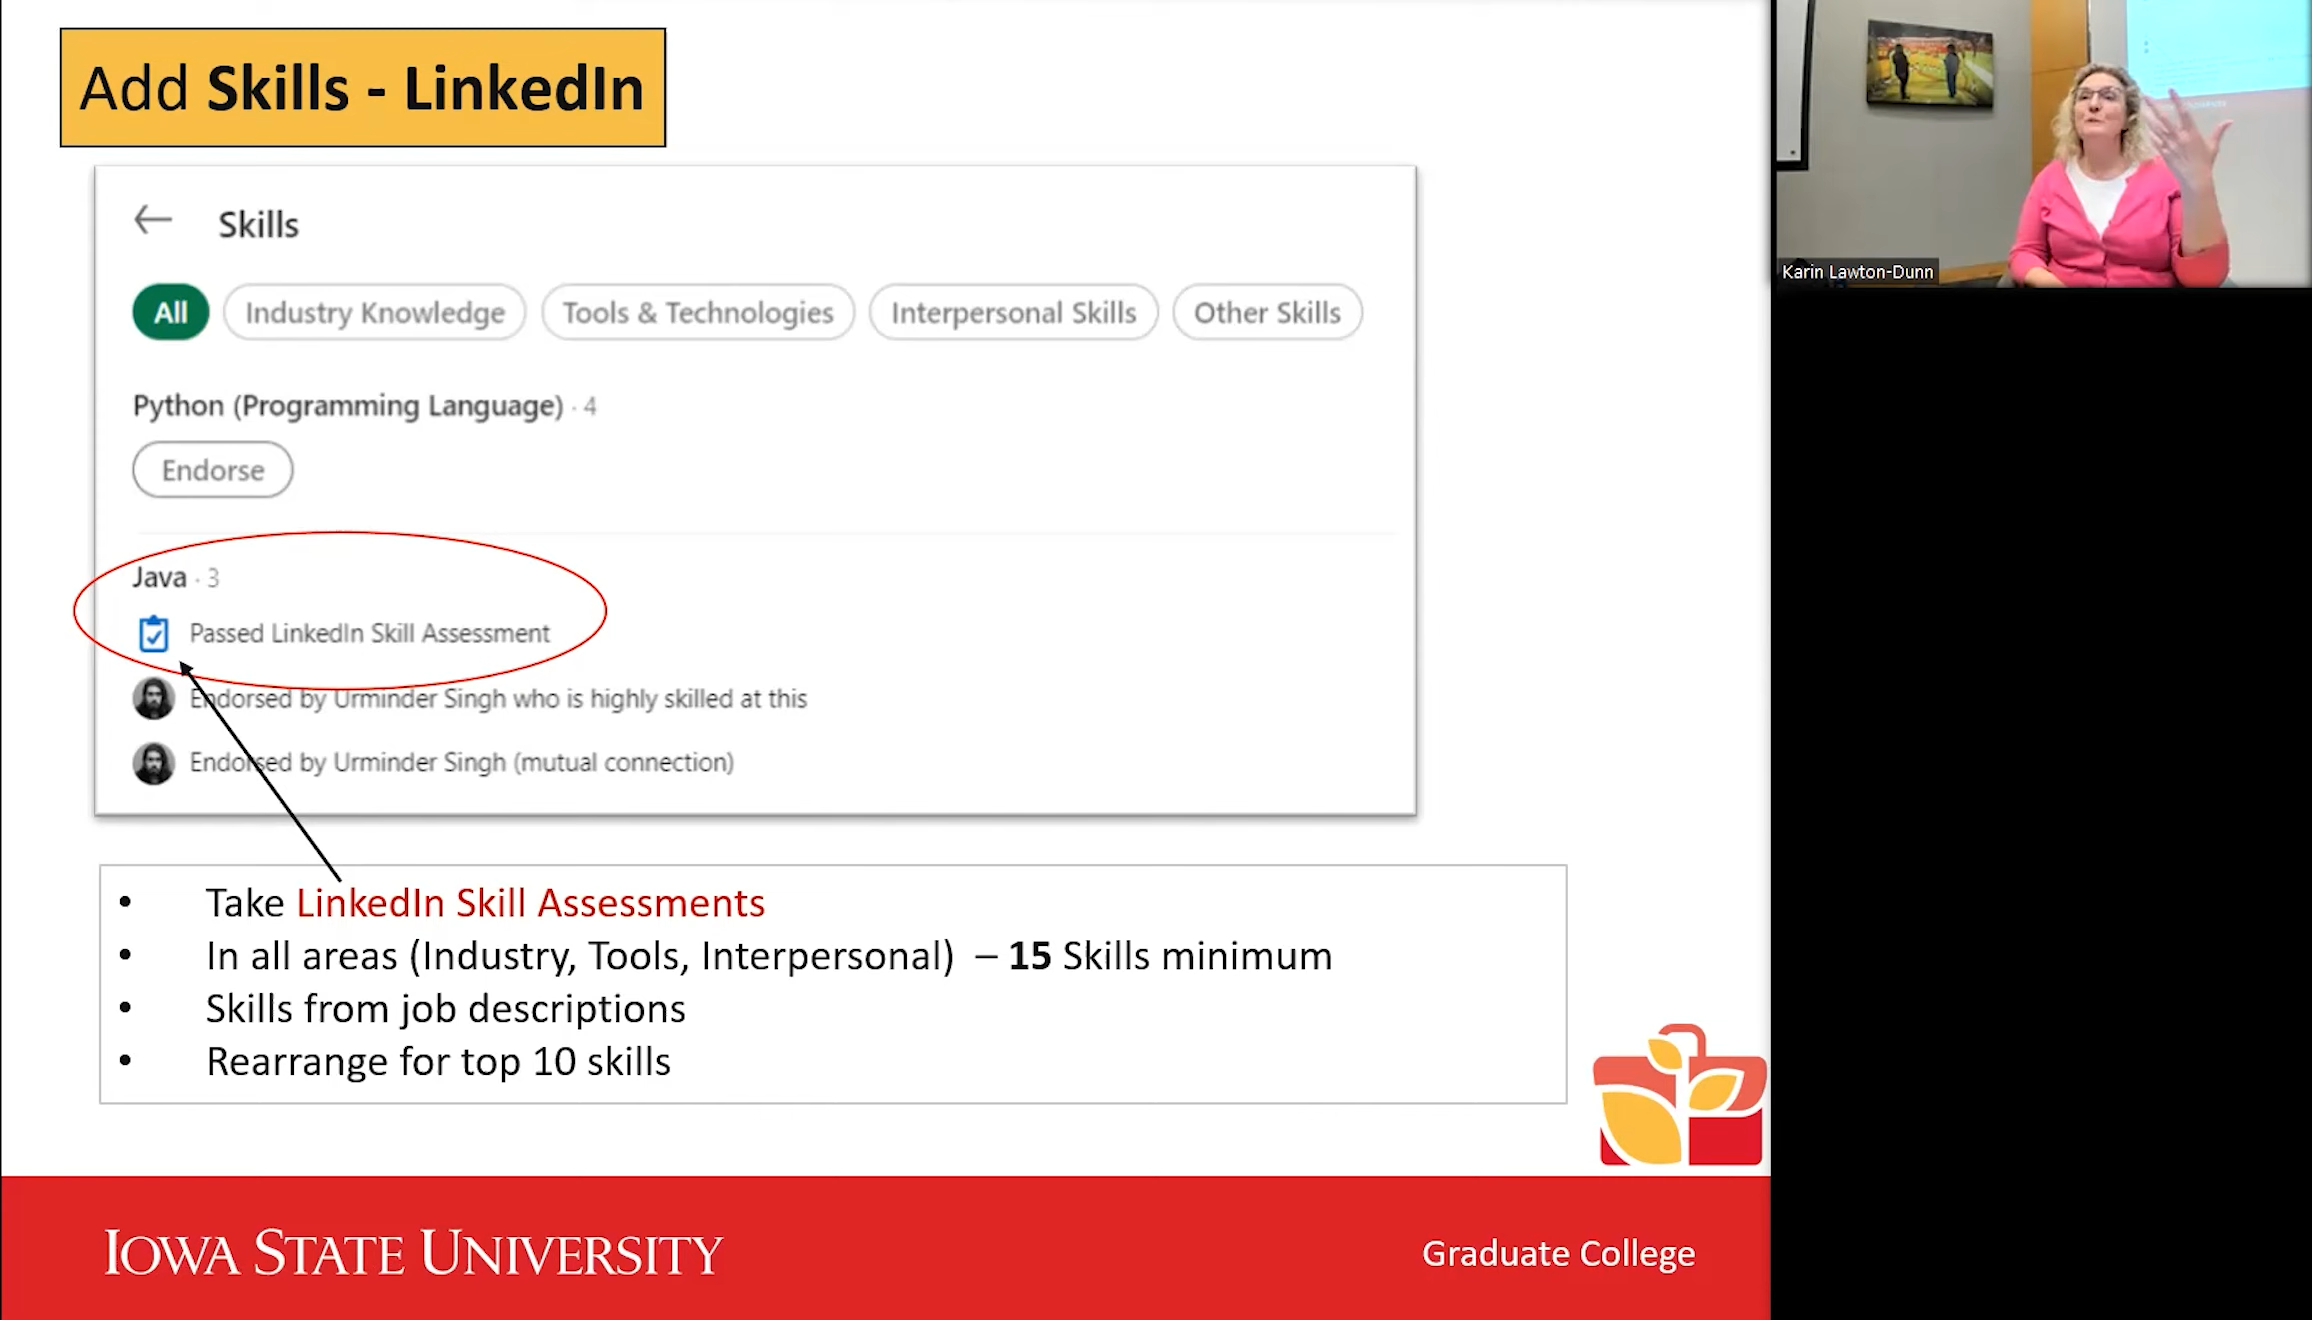 Add Skills - LinkedIn
Skills
All
Industry Knowledge
Tools & Technologies
Interpersonal Skills
Other Skills
Python (Programming Language) · 4
Endorse
Java · 3
Passed LinkedIn Skill Assessment
Endorsed by Urminder Singh who is highly skilled at this
Endorsed by Urminder Singh (mutual connection)
• Take LinkedIn Skill Assessments
• In all areas (Industry, Tools, Interpersonal) – 15 Skills minimum
• Skills from job descriptions
• Rearrange for top 10 skills
IOWA STATE UNIVERSITY
Graduate College
Karin Lawton-Dunn